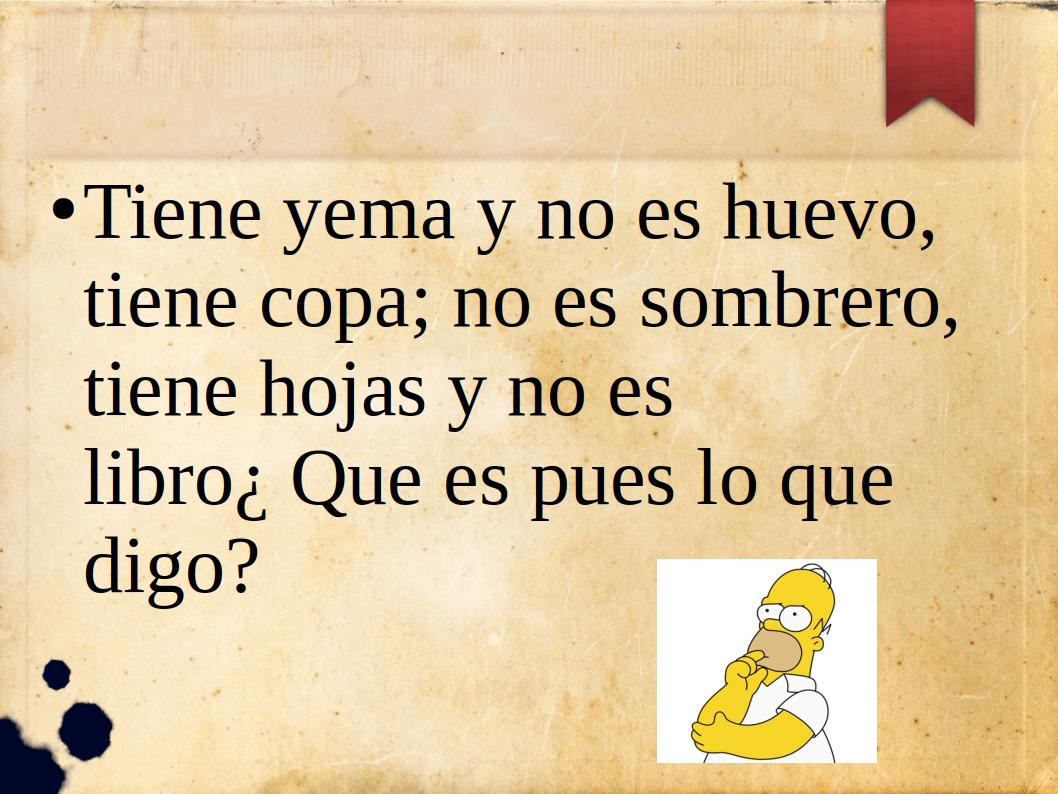 •Tiene yema y no es huevo,
tiene copa; no es sombrero,
tiene hojas y no es
libro¿ Que es pues lo que
digo?